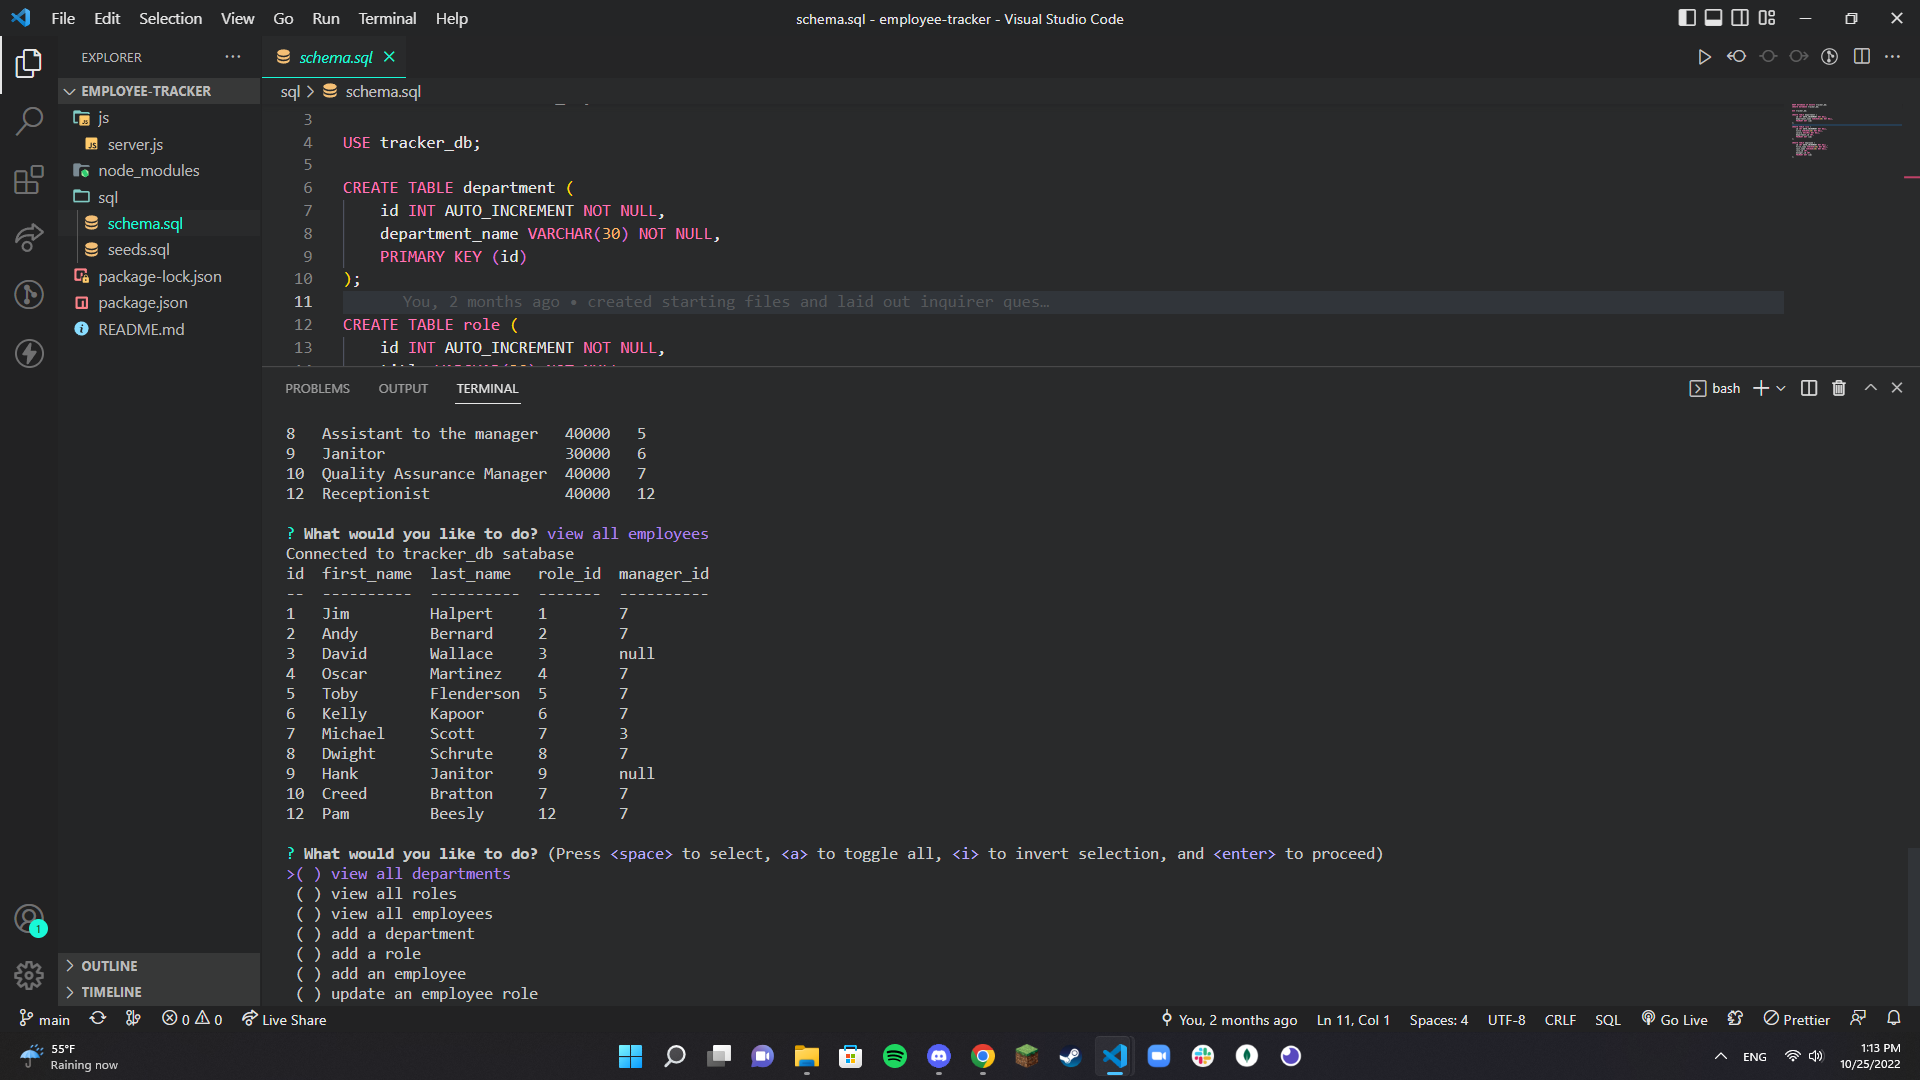 File Edit Selection View Go Run Terminal Help
schema.sql - employee-tracker - Visual Studio Code
EXPLORER
EMPLOYEE-TRACKER
js
server.js
node_modules
sql
schema.sql
seeds.sql
package-lock.json
package.json
README.md
OUTLINE
TIMELINE
schema.sql
sql > schema.sql
3
4 USE tracker_db;
5
6 CREATE TABLE department (
7 id INT AUTO_INCREMENT NOT NULL,
8 department_name VARCHAR(30) NOT NULL,
9 PRIMARY KEY (id)
10 );
11 You, 2 months ago • created starting files and laid out inquirer ques…
12 CREATE TABLE role (
13 id INT AUTO_INCREMENT NOT NULL,
PROBLEMS OUTPUT TERMINAL
bash
8 Assistant to the manager 40000 5
9 Janitor 30000 6
10 Quality Assurance Manager 40000 7
12 Receptionist 40000 12
? What would you like to do? view all employees
Connected to tracker_db satabase
id first_name last_name role_id manager_id
-- ---------- ---------- ------- ----------
1 Jim Halpert 1 7
2 Andy Bernard 2 7
3 David Wallace 3 null
4 Oscar Martinez 4 7
5 Toby Flenderson 5 7
6 Kelly Kapoor 6 7
7 Michael Scott 7 3
8 Dwight Schrute 8 7
9 Hank Janitor 9 null
10 Creed Bratton 7 7
12 Pam Beesly 12 7
? What would you like to do? (Press <space> to select, <a> to toggle all, <i> to invert selection, and <enter> to proceed)
>( ) view all departments
( ) view all roles
( ) view all employees
( ) add a department
( ) add a role
( ) add an employee
( ) update an employee role
1
main 0 0 Live Share
You, 2 months ago Ln 11, Col 1 Spaces: 4 UTF-8 CRLF SQL Go Live Prettier
55°F
Raining now
ENG
1:13 PM
10/25/2022